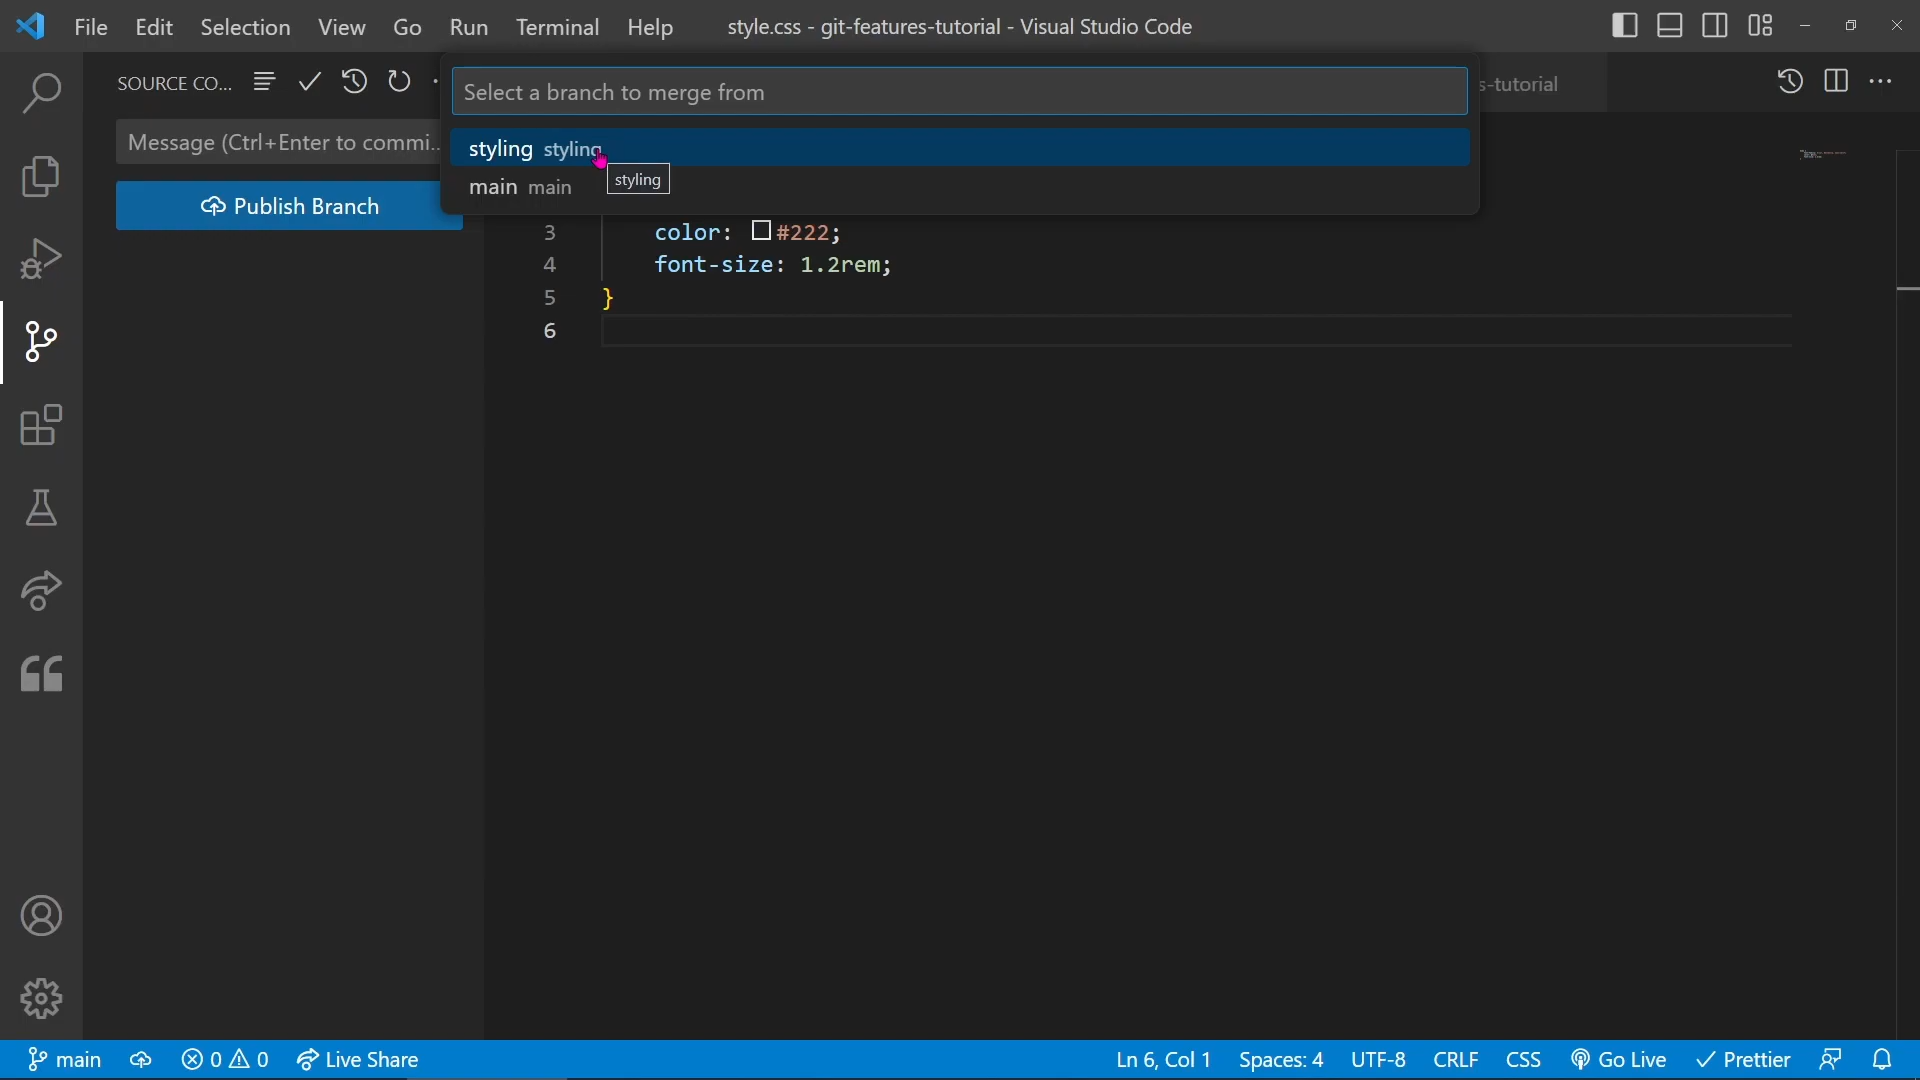 File Edit Selection View Go Run Terminal Help style.css - git-features-tutorial - Visual Studio Code
SOURCE CO...
Select a branch to merge from
s-tutorial
Message (Ctrl+Enter to commi...
styling styling
styling
main main
Publish Branch
3 color: #222;
4 font-size: 1.2rem;
5 }
6
main 0 0 Live Share Ln 6, Col 1 Spaces: 4 UTF-8 CRLF CSS Go Live Prettier